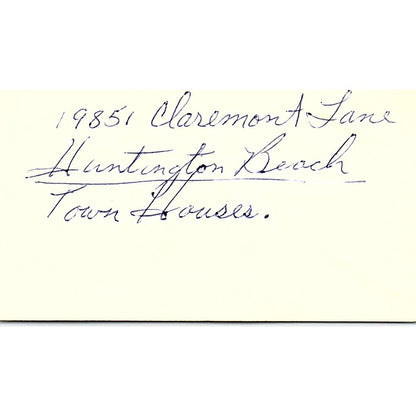 19851 Claremont Lane
Huntington Beach
Town Houses.